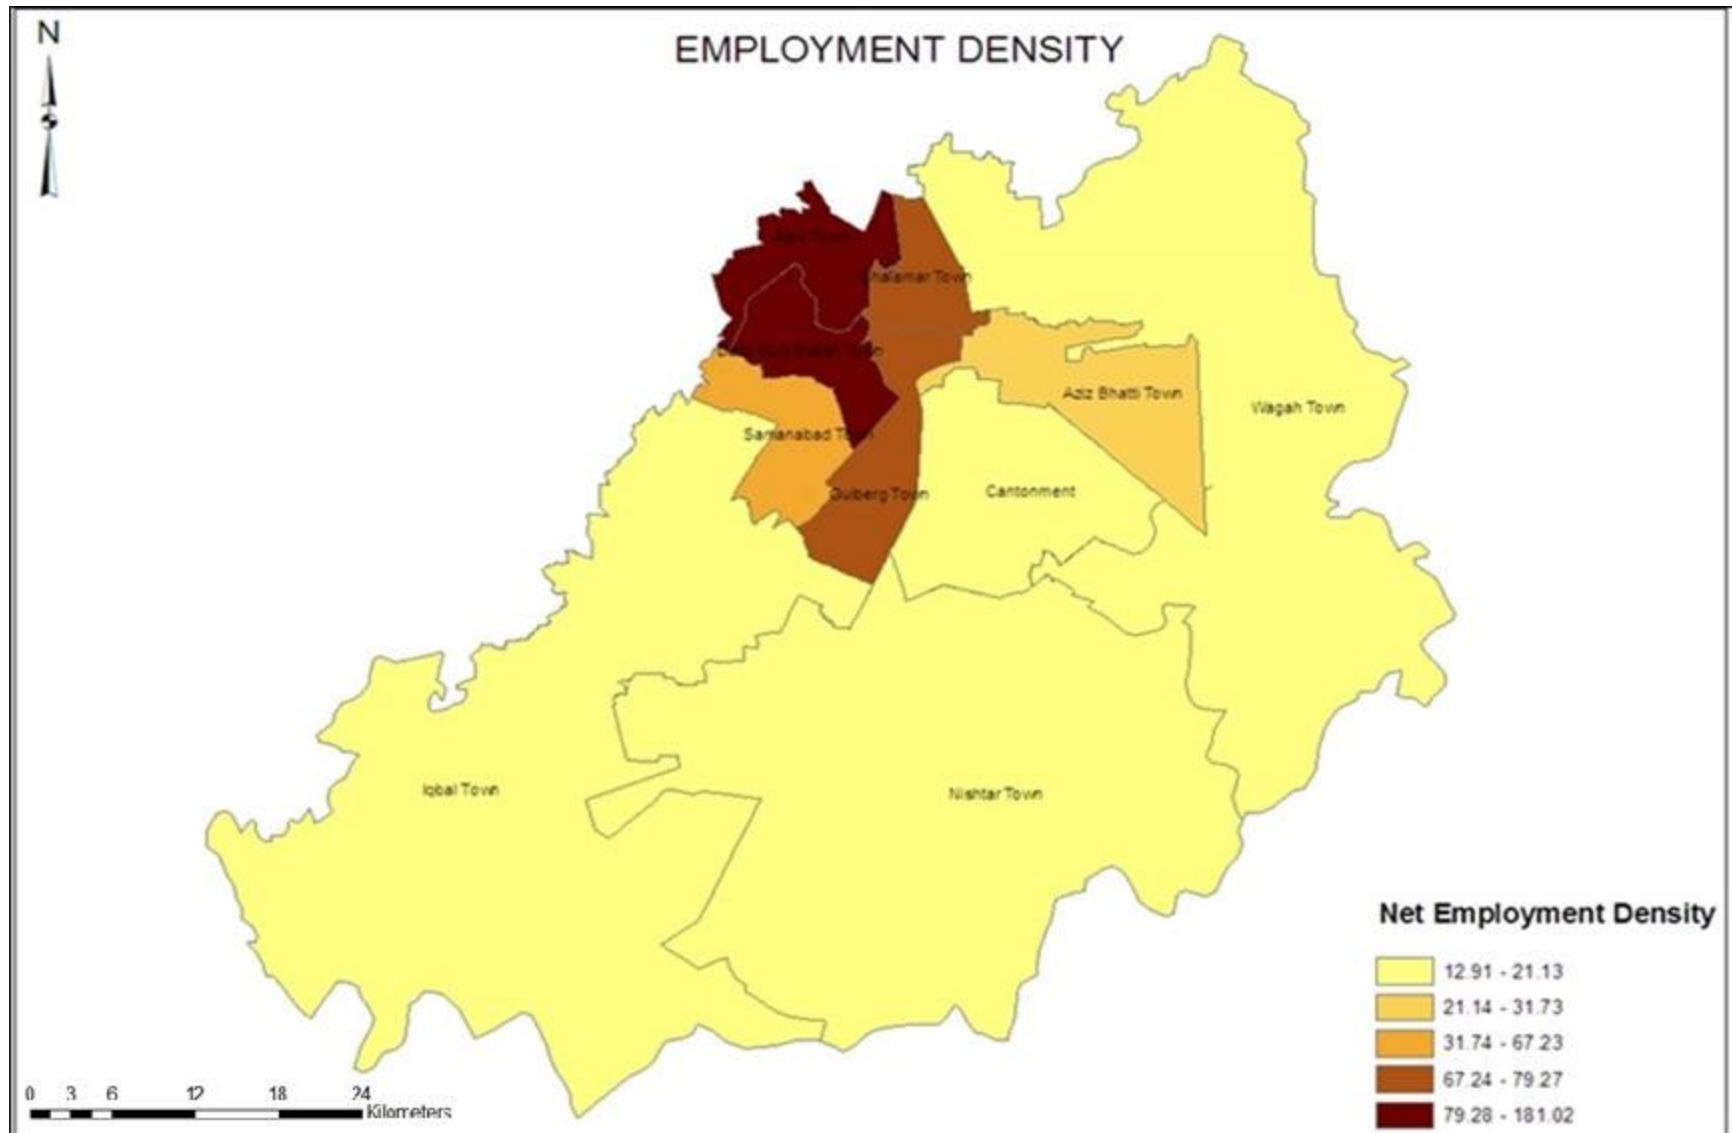 N
EMPLOYMENT DENSITY
Shalamar Town
Aziz Bhatti Town
Wagah Town
Samanabad Town
Gulberg Town
Cantonment
Iqbal Town
Nishtar Town
Net Employment Density
12.91 - 21.13
21.14 - 31.73
31.74 - 67.23
67.24 - 79.27
79.28 - 181.02
0 3 6 12 18 24
Kilometers